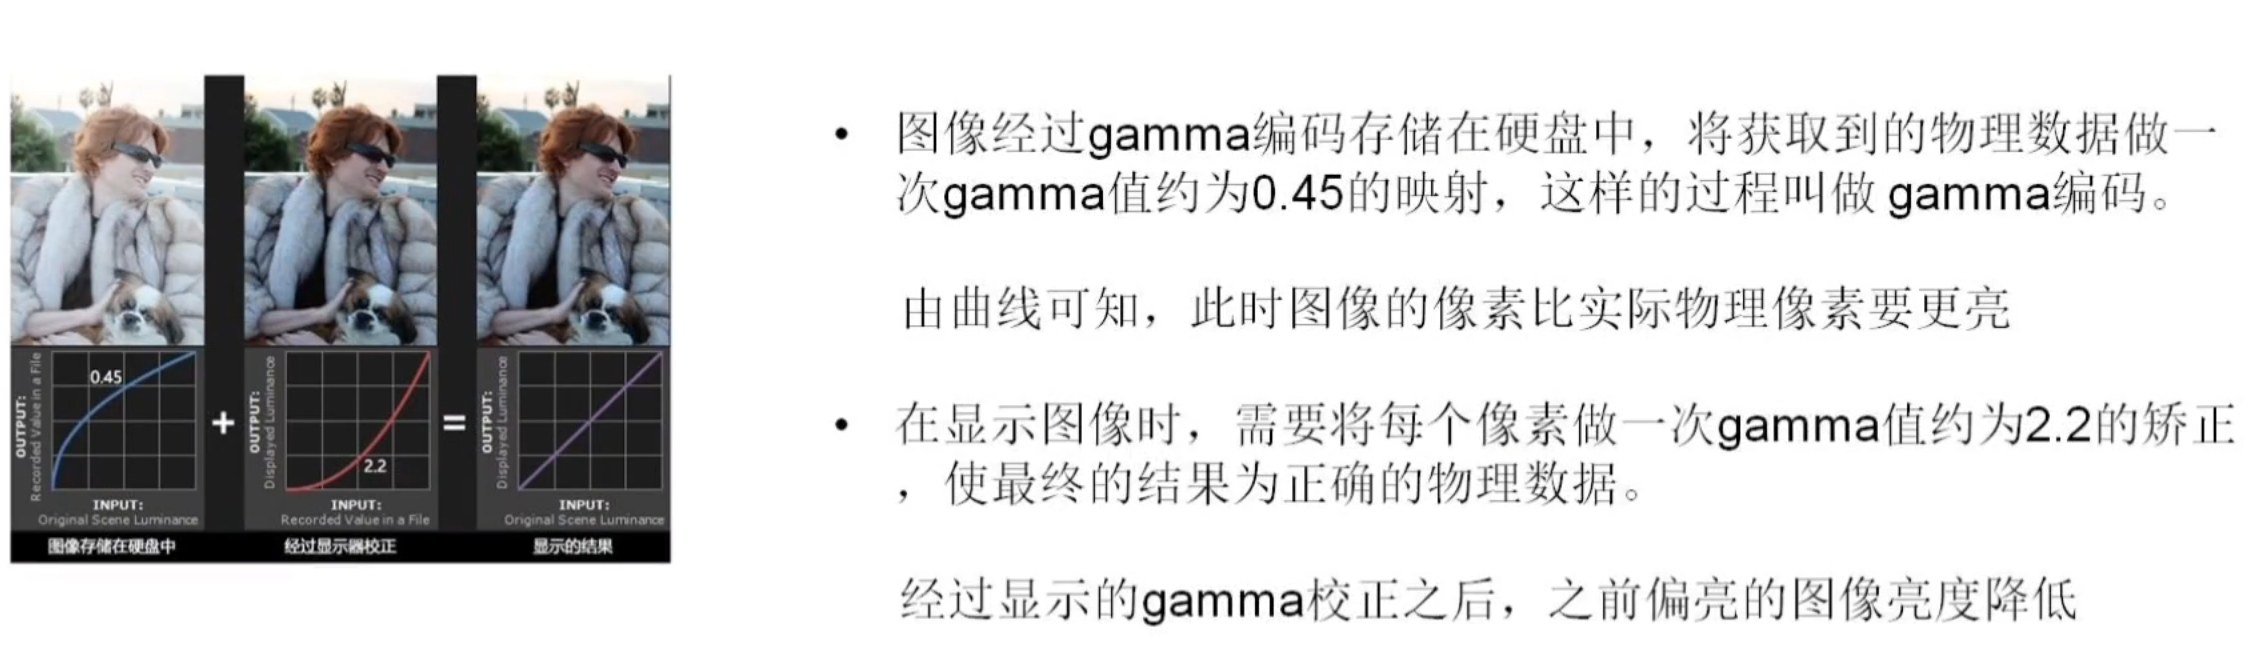 0.45
OUTPUT:
Recorded Value in a File
INPUT:
Original Scene Luminance
图像存储在硬盘中
+
2.2
OUTPUT:
Displayed Luminance
INPUT:
Recorded Value in a File
经过显示器校正
=
OUTPUT:
Displayed Luminance
INPUT:
Original Scene Luminance
显示的结果
• 图像经过gamma编码存储在硬盘中，将获取到的物理数据做一
次gamma值约为0.45的映射，这样的过程叫做 gamma编码。
由曲线可知，此时图像的像素比实际物理像素要更亮
• 在显示图像时，需要将每个像素做一次gamma值约为2.2的矫正
，使最终的结果为正确的物理数据。
经过显示的gamma校正之后，之前偏亮的图像亮度降低